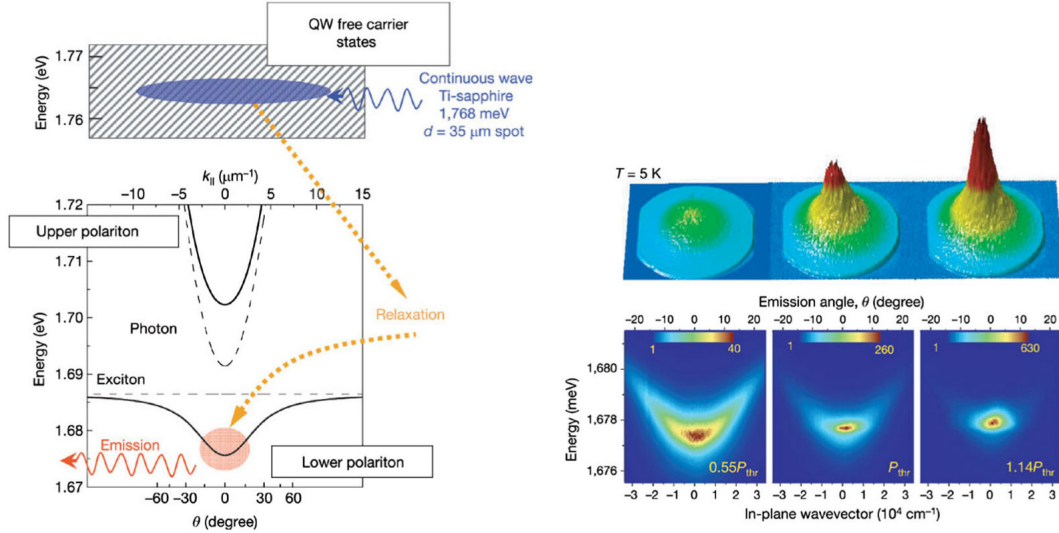 QW free carrier
states
1.77
1.76
Energy (eV)
Continuous wave
Ti-sapphire
1,768 meV
d = 35 μm spot
k|| (μm⁻¹)
−10 −5 0 5 10 15
1.72
1.71
1.70
1.69
1.68
1.67
Energy (eV)
Upper polariton
Photon
Relaxation
Exciton
Emission
Lower polariton
−60 −30 0 30 60
θ (degree)
T = 5 K
Emission angle, θ (degree)
−20 −10 0 10 20
−20 −10 0 10 20
−20 −10 0 10 20
1 40
1 260
1 630
1,680
1,678
1,676
Energy (meV)
0.55Pthr
Pthr
1.14Pthr
−3 −2 −1 0 1 2 3
−3 −2 −1 0 1 2 3
−3 −2 −1 0 1 2 3
In-plane wavevector (10⁴ cm⁻¹)